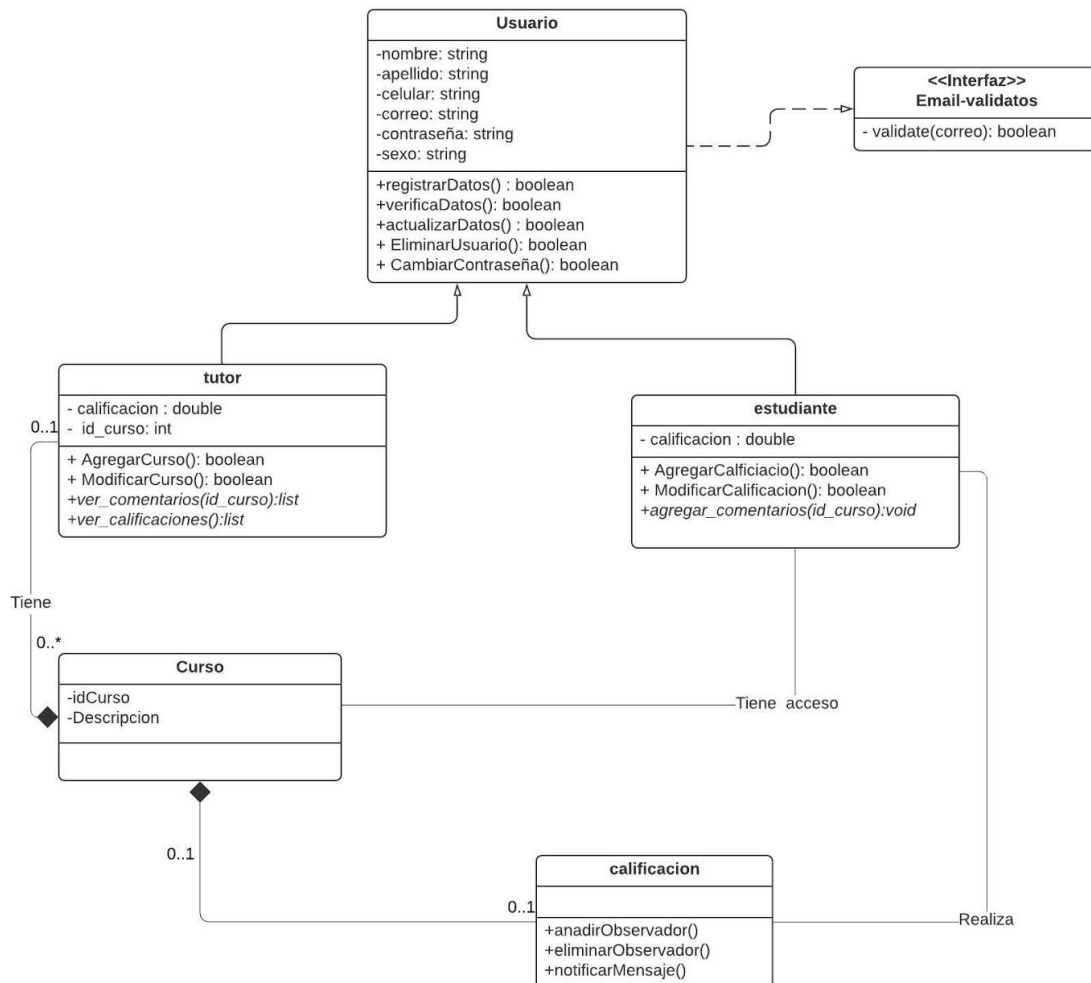 Usuario
-nombre: string
-apellido: string
-celular: string
-correo: string
-contraseña: string
-sexo: string
+registrarDatos() : boolean
+verificaDatos(): boolean
+actualizarDatos() : boolean
+ EliminarUsuario(): boolean
+ CambiarContraseña(): boolean
<<Interfaz>>
Email-validatos
- validate(correo): boolean
tutor
- calificacion : double
- id_curso: int
+ AgregarCurso(): boolean
+ ModificarCurso(): boolean
+ver_comentarios(id_curso):list
+ver_calificaciones():list
estudiante
- calificacion : double
+ AgregarCalficiacio(): boolean
+ ModificarCalificacion(): boolean
+agregar_comentarios(id_curso):void
0..1
Tiene
0..*
Curso
-idCurso
-Descripcion
Tiene acceso
0..1
0..1
calificacion
+anadirObservador()
+eliminarObservador()
+notificarMensaje()
Realiza